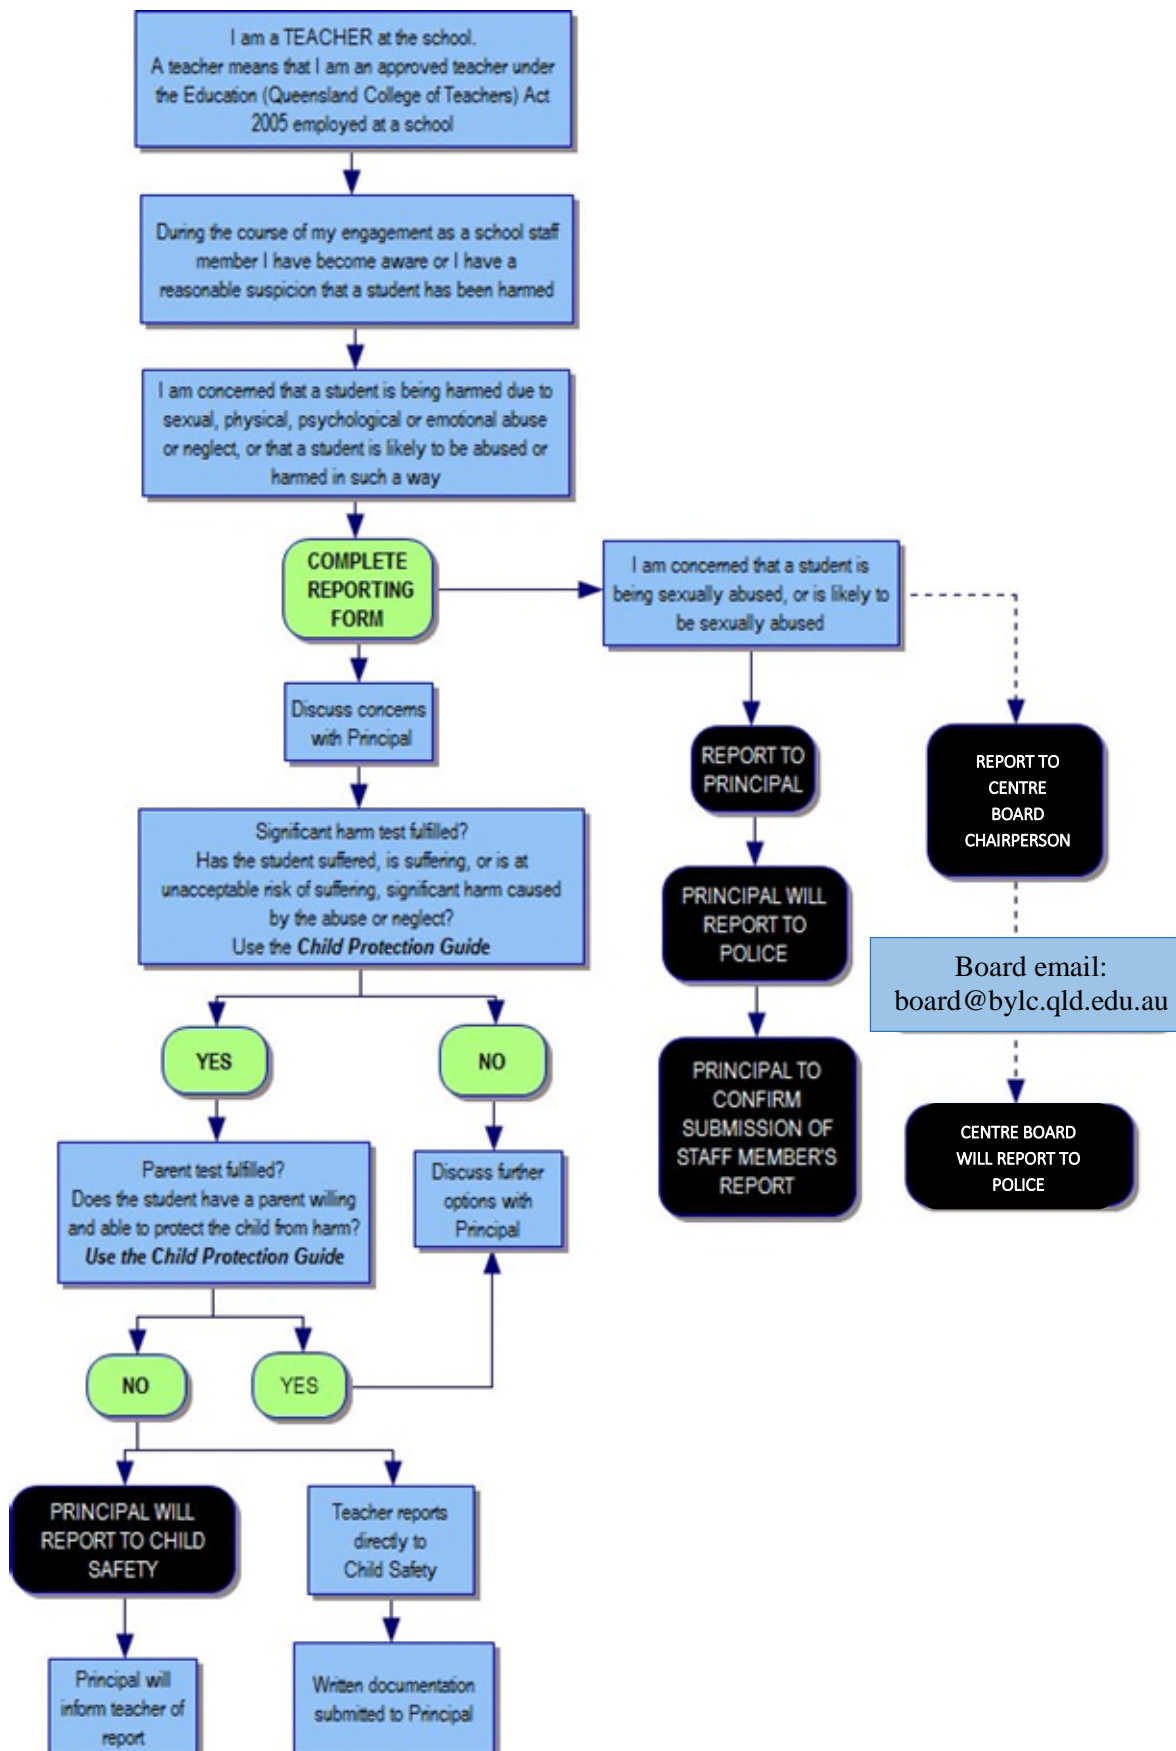 I am a TEACHER at the school.
A teacher means that I am an approved teacher under
the Education (Queensland College of Teachers) Act
2005 employed at a school
During the course of my engagement as a school staff
member I have become aware or I have a
reasonable suspicion that a student has been harmed
I am concerned that a student is being harmed due to
sexual, physical, psychological or emotional abuse
or neglect, or that a student is likely to be abused or
harmed in such a way
COMPLETE
REPORTING
FORM
I am concerned that a student is
being sexually abused, or is likely to
be sexually abused
Discuss concerns
with Principal
REPORT TO
PRINCIPAL
REPORT TO
CENTRE
BOARD
CHAIRPERSON
Significant harm test fulfilled?
Has the student suffered, is suffering, or is at
unacceptable risk of suffering, significant harm caused
by the abuse or neglect?
Use the Child Protection Guide
PRINCIPAL WILL
REPORT TO
POLICE
Board email:
board@bylc.qld.edu.au
YES
NO
PRINCIPAL TO
CONFIRM
SUBMISSION OF
STAFF MEMBER'S
REPORT
CENTRE BOARD
WILL REPORT TO
POLICE
Parent test fulfilled?
Does the student have a parent willing
and able to protect the child from harm?
Use the Child Protection Guide
Discuss further
options with
Principal
NO
YES
PRINCIPAL WILL
REPORT TO CHILD
SAFETY
Teacher reports
directly to
Child Safety
Principal will
inform teacher of
report
Written documentation
submitted to Principal